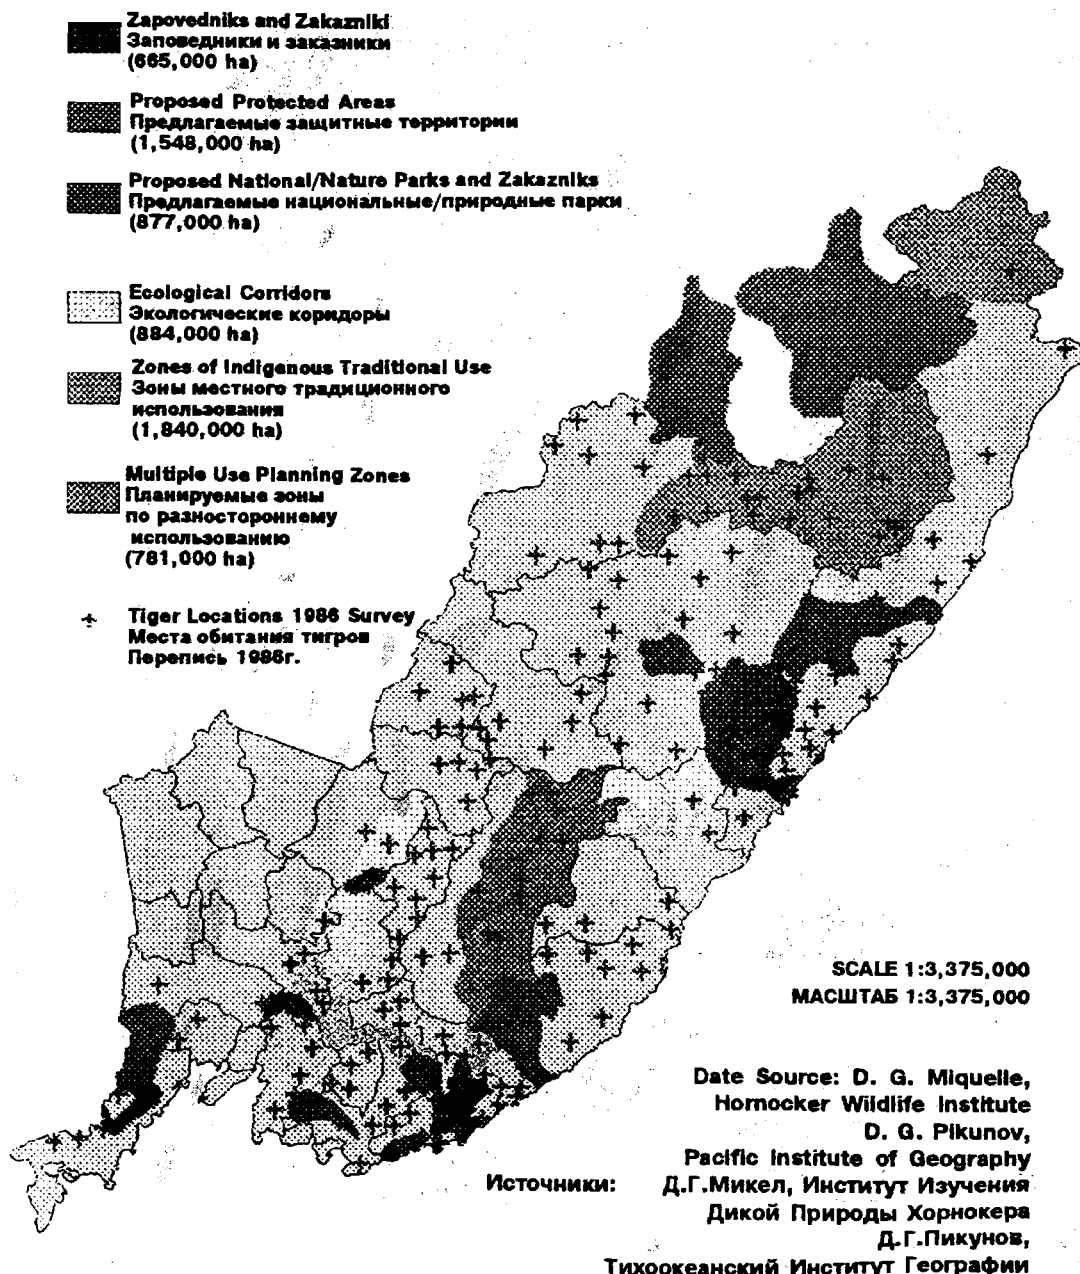 Zapovedniks and Zakazniki
Заповедники и заказники
(665,000 ha)
Proposed Protected Areas
Предлагаемые защитные территории
(1,548,000 ha)
Proposed National/Nature Parks and Zakazniks
Предлагаемые национальные/природные парки
(877,000 ha)
Ecological Corridors
Экологические коридоры
(884,000 ha)
Zones of Indigenous Traditional Use
Зоны местного традиционного
использования
(1,840,000 ha)
Multiple Use Planning Zones
Планируемые зоны
по разностороннему
использованию
(781,000 ha)
Tiger Locations 1986 Survey
Места обитания тигров
Перепись 1986г.
SCALE 1:3,375,000
МАСШТАБ 1:3,375,000
Date Source: D. G. Miquelle,
Hornocker Wildlife Institute
D. G. Pikunov,
Pacific Institute of Geography
Источники: Д.Г.Микел, Институт Изучения
Дикой Природы Хорнокера
Д.Г.Пикунов,
Тихоокеанский Институт Географии